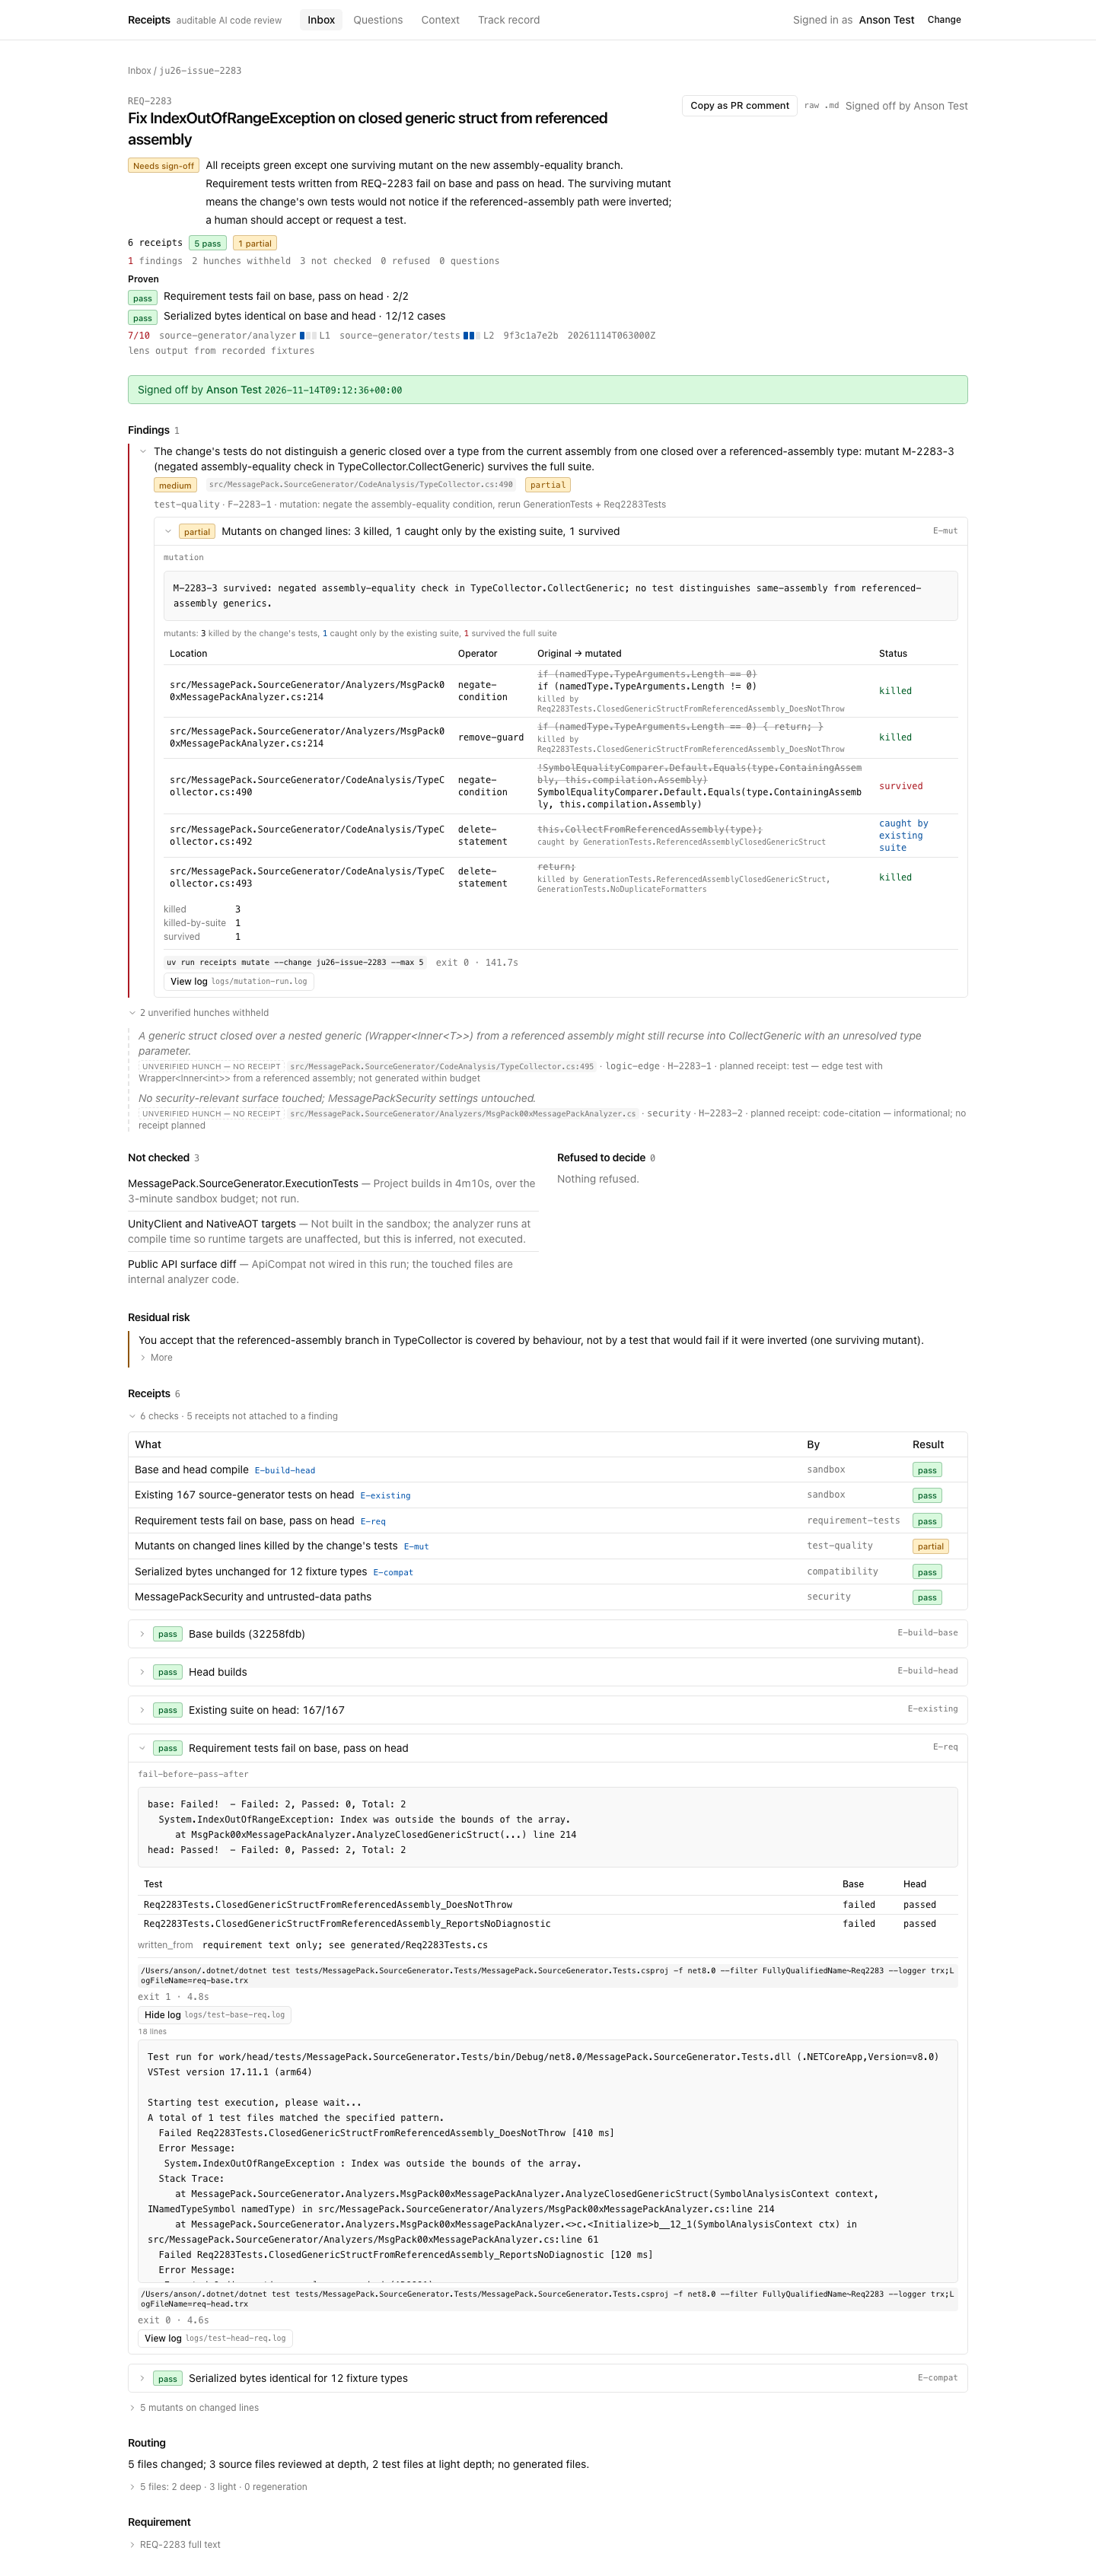 Receipts auditable AI code review Inbox Questions Context Track record Signed in as Anson Test Change
Inbox / ju26-issue-2283
REQ-2283
Fix IndexOutOfRangeException on closed generic struct from referenced
assembly
Copy as PR comment raw .md Signed off by Anson Test
Needs sign-off All receipts green except one surviving mutant on the new assembly-equality branch.
Requirement tests written from REQ-2283 fail on base and pass on head. The surviving mutant
means the change's own tests would not notice if the referenced-assembly path were inverted;
a human should accept or request a test.
6 receipts 5 pass 1 partial
1 findings 2 hunches withheld 3 not checked 0 refused 0 questions
Proven
pass Requirement tests fail on base, pass on head · 2/2
pass Serialized bytes identical on base and head · 12/12 cases
7/10 source-generator/analyzer L1 source-generator/tests L2 9f3c1a7e2b 20261114T063000Z
lens output from recorded fixtures
Signed off by Anson Test 2026-11-14T09:12:36+00:00
Findings 1
The change's tests do not distinguish a generic closed over a type from the current assembly from one closed over a referenced-assembly type: mutant M-2283-3
(negated assembly-equality check in TypeCollector.CollectGeneric) survives the full suite.
medium src/MessagePack.SourceGenerator/CodeAnalysis/TypeCollector.cs:490 partial
test-quality · F-2283-1 · mutation: negate the assembly-equality condition, rerun GenerationTests + Req2283Tests
partial Mutants on changed lines: 3 killed, 1 caught only by the existing suite, 1 survived E-mut
mutation
M-2283-3 survived: negated assembly-equality check in TypeCollector.CollectGeneric; no test distinguishes same-assembly from referenced-
assembly generics.
mutants: 3 killed by the change's tests, 1 caught only by the existing suite, 1 survived the full suite
Location Operator Original → mutated Status
src/MessagePack.SourceGenerator/Analyzers/MsgPack0
0xMessagePackAnalyzer.cs:214
negate-
condition
if (namedType.TypeArguments.Length == 0)
if (namedType.TypeArguments.Length != 0)
killed by
Req2283Tests.ClosedGenericStructFromReferencedAssembly_DoesNotThrow
killed
src/MessagePack.SourceGenerator/Analyzers/MsgPack0
0xMessagePackAnalyzer.cs:214
remove-guard
if (namedType.TypeArguments.Length == 0) { return; }
killed by
Req2283Tests.ClosedGenericStructFromReferencedAssembly_DoesNotThrow
killed
src/MessagePack.SourceGenerator/CodeAnalysis/TypeC
ollector.cs:490
negate-
condition
!SymbolEqualityComparer.Default.Equals(type.ContainingAssem
bly, this.compilation.Assembly)
SymbolEqualityComparer.Default.Equals(type.ContainingAssemb
ly, this.compilation.Assembly)
survived
src/MessagePack.SourceGenerator/CodeAnalysis/TypeC
ollector.cs:492
delete-
statement
this.CollectFromReferencedAssembly(type);
caught by GenerationTests.ReferencedAssemblyClosedGenericStruct
caught by
existing
suite
src/MessagePack.SourceGenerator/CodeAnalysis/TypeC
ollector.cs:493
delete-
statement
return;
killed by GenerationTests.ReferencedAssemblyClosedGenericStruct,
GenerationTests.NoDuplicateFormatters
killed
killed 3
killed-by-suite 1
survived 1
uv run receipts mutate --change ju26-issue-2283 --max 5 exit 0 · 141.7s
View log logs/mutation-run.log
2 unverified hunches withheld
A generic struct closed over a nested generic (Wrapper<Inner<T>>) from a referenced assembly might still recurse into CollectGeneric with an unresolved type
parameter.
UNVERIFIED HUNCH — NO RECEIPT src/MessagePack.SourceGenerator/CodeAnalysis/TypeCollector.cs:495 · logic-edge · H-2283-1 · planned receipt: test — edge test with
Wrapper<Inner<int>> from a referenced assembly; not generated within budget
No security-relevant surface touched; MessagePackSecurity settings untouched.
UNVERIFIED HUNCH — NO RECEIPT src/MessagePack.SourceGenerator/Analyzers/MsgPack00xMessagePackAnalyzer.cs · security · H-2283-2 · planned receipt: code-citation — informational; no
receipt planned
Not checked 3
MessagePack.SourceGenerator.ExecutionTests — Project builds in 4m10s, over the
3-minute sandbox budget; not run.
UnityClient and NativeAOT targets — Not built in the sandbox; the analyzer runs at
compile time so runtime targets are unaffected, but this is inferred, not executed.
Public API surface diff — ApiCompat not wired in this run; the touched files are
internal analyzer code.
Refused to decide 0
Nothing refused.
Residual risk
You accept that the referenced-assembly branch in TypeCollector is covered by behaviour, not by a test that would fail if it were inverted (one surviving mutant).
More
Receipts 6
6 checks · 5 receipts not attached to a finding
What By Result
Base and head compile E-build-head sandbox pass
Existing 167 source-generator tests on head E-existing sandbox pass
Requirement tests fail on base, pass on head E-req requirement-tests pass
Mutants on changed lines killed by the change's tests E-mut test-quality partial
Serialized bytes unchanged for 12 fixture types E-compat compatibility pass
MessagePackSecurity and untrusted-data paths security pass
pass Base builds (32258fdb) E-build-base
pass Head builds E-build-head
pass Existing suite on head: 167/167 E-existing
pass Requirement tests fail on base, pass on head E-req
fail-before-pass-after
base: Failed! - Failed: 2, Passed: 0, Total: 2
System.IndexOutOfRangeException: Index was outside the bounds of the array.
at MsgPack00xMessagePackAnalyzer.AnalyzeClosedGenericStruct(...) line 214
head: Passed! - Failed: 0, Passed: 2, Total: 2
Test Base Head
Req2283Tests.ClosedGenericStructFromReferencedAssembly_DoesNotThrow failed passed
Req2283Tests.ClosedGenericStructFromReferencedAssembly_ReportsNoDiagnostic failed passed
written_from requirement text only; see generated/Req2283Tests.cs
/Users/anson/.dotnet/dotnet test tests/MessagePack.SourceGenerator.Tests/MessagePack.SourceGenerator.Tests.csproj -f net8.0 --filter FullyQualifiedName~Req2283 --logger trx;L
ogFileName=req-base.trx
exit 1 · 4.8s
Hide log logs/test-base-req.log
18 lines
Test run for work/head/tests/MessagePack.SourceGenerator.Tests/bin/Debug/net8.0/MessagePack.SourceGenerator.Tests.dll (.NETCoreApp,Version=v8.0)
VSTest version 17.11.1 (arm64)
Starting test execution, please wait...
A total of 1 test files matched the specified pattern.
Failed Req2283Tests.ClosedGenericStructFromReferencedAssembly_DoesNotThrow [410 ms]
Error Message:
System.IndexOutOfRangeException : Index was outside the bounds of the array.
Stack Trace:
at MessagePack.SourceGenerator.Analyzers.MsgPack00xMessagePackAnalyzer.AnalyzeClosedGenericStruct(SymbolAnalysisContext context,
INamedTypeSymbol namedType) in src/MessagePack.SourceGenerator/Analyzers/MsgPack00xMessagePackAnalyzer.cs:line 214
at MessagePack.SourceGenerator.Analyzers.MsgPack00xMessagePackAnalyzer.<>c.<Initialize>b__12_1(SymbolAnalysisContext ctx) in
src/MessagePack.SourceGenerator/Analyzers/MsgPack00xMessagePackAnalyzer.cs:line 61
Failed Req2283Tests.ClosedGenericStructFromReferencedAssembly_ReportsNoDiagnostic [120 ms]
Error Message:
/Users/anson/.dotnet/dotnet test tests/MessagePack.SourceGenerator.Tests/MessagePack.SourceGenerator.Tests.csproj -f net8.0 --filter FullyQualifiedName~Req2283 --logger trx;L
ogFileName=req-head.trx
exit 0 · 4.6s
View log logs/test-head-req.log
pass Serialized bytes identical for 12 fixture types E-compat
5 mutants on changed lines
Routing
5 files changed; 3 source files reviewed at depth, 2 test files at light depth; no generated files.
5 files: 2 deep · 3 light · 0 regeneration
Requirement
REQ-2283 full text